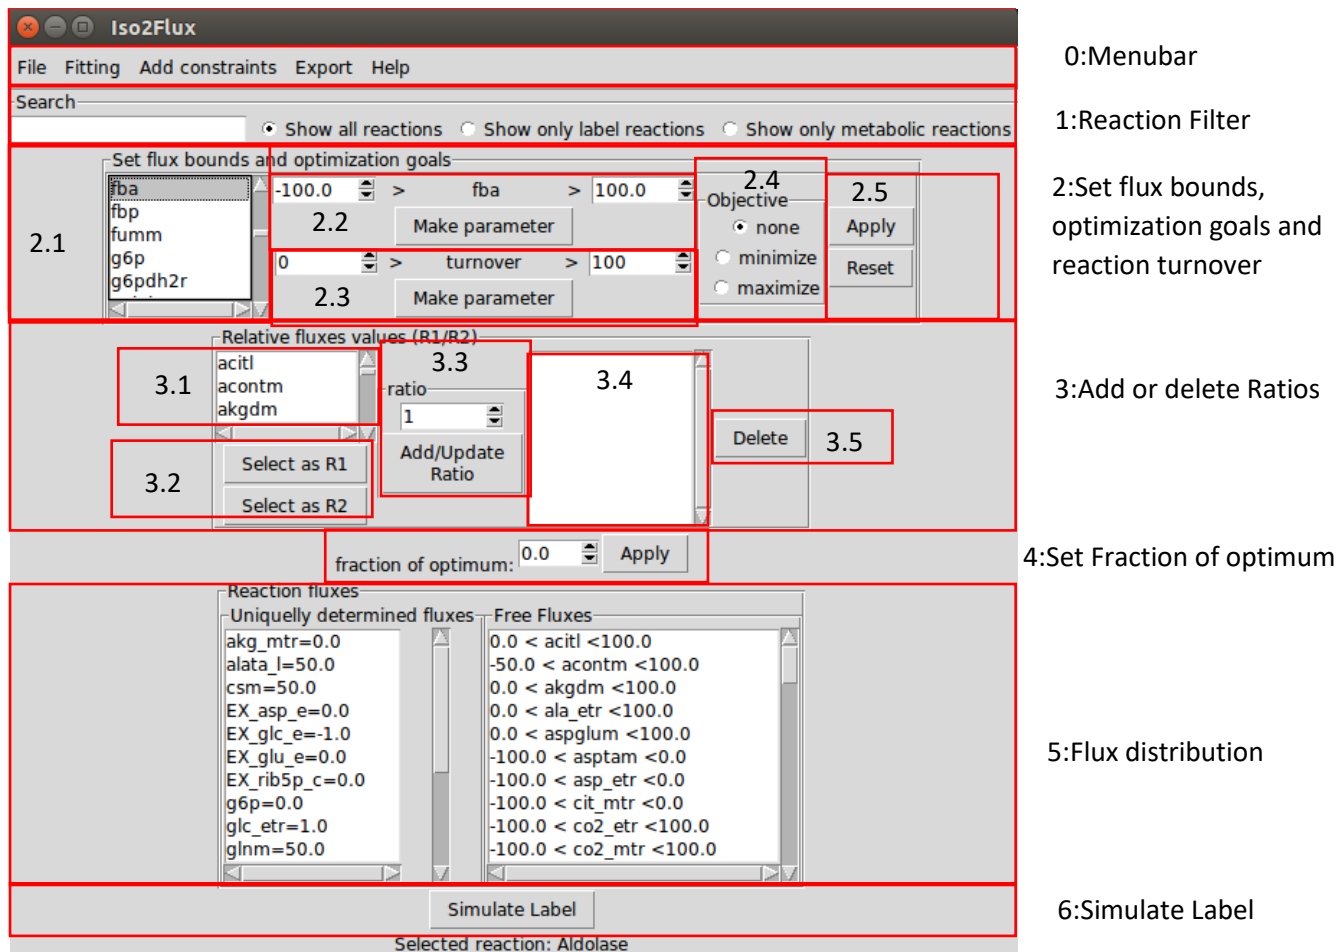 Iso2Flux
File Fitting Add constraints Export Help
0:Menubar
Search
Show all reactions Show only label reactions Show only metabolic reactions
1:Reaction Filter
Set flux bounds and optimization goals
2.1
fba
fbp
fumm
g6p
g6pdh2r
-100.0 > fba > 100.0
2.2 Make parameter
0 > turnover > 100
2.3 Make parameter
2.4
Objective
none
minimize
maximize
2.5
Apply
Reset
2:Set flux bounds,
optimization goals and
reaction turnover
Relative fluxes values (R1/R2)
3.1
acitl
acontm
akgdm
3.2
Select as R1
Select as R2
3.3
ratio
1
Add/Update
Ratio
3.4
Delete 3.5
3:Add or delete Ratios
fraction of optimum: 0.0 Apply
4:Set Fraction of optimum
Reaction fluxes
Uniquelly determined fluxes
akg_mtr=0.0
alata_l=50.0
csm=50.0
EX_asp_e=0.0
EX_glc_e=-1.0
EX_glu_e=0.0
EX_rib5p_c=0.0
g6p=0.0
glc_etr=1.0
glnm=50.0
Free Fluxes
0.0 < acitl <100.0
-50.0 < acontm <100.0
0.0 < akgdm <100.0
0.0 < ala_etr <100.0
0.0 < aspglum <100.0
-100.0 < asptam <0.0
-100.0 < asp_etr <0.0
-100.0 < cit_mtr <0.0
-100.0 < co2_etr <100.0
-100.0 < co2_mtr <100.0
5:Flux distribution
Simulate Label
6:Simulate Label
Selected reaction: Aldolase